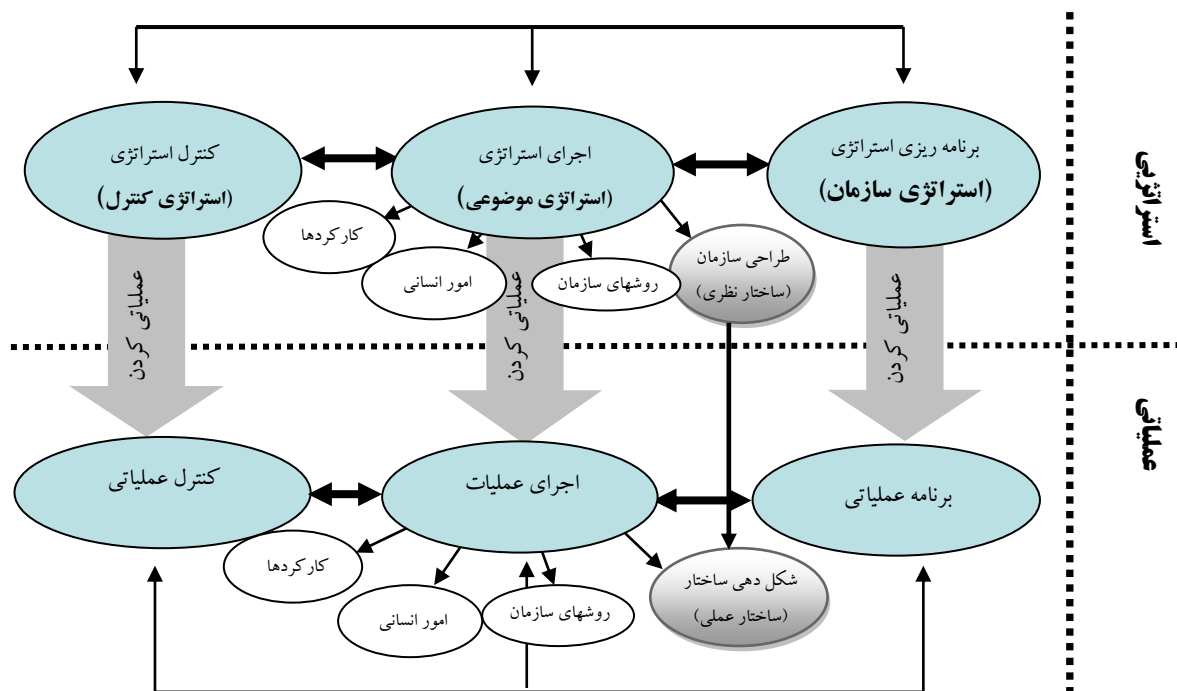 برنامه ریزی استراتژی
(استراتژی سازمان)
اجرای استراتژی
(استراتژی موضوعی)
کنترل استراتژی
(استراتژی کنترل)
استراتژیی
طراحی سازمان
(ساختار نظری)
روشهای سازمان
امور انسانی
کارکردها
عملیاتی کردن
عملیاتی کردن
عملیاتی کردن
عملیاتی
برنامه عملیاتی
اجرای عملیات
کنترل عملیاتی
شکل دهی ساختار
(ساختار عملی)
روشهای سازمان
امور انسانی
کارکردها